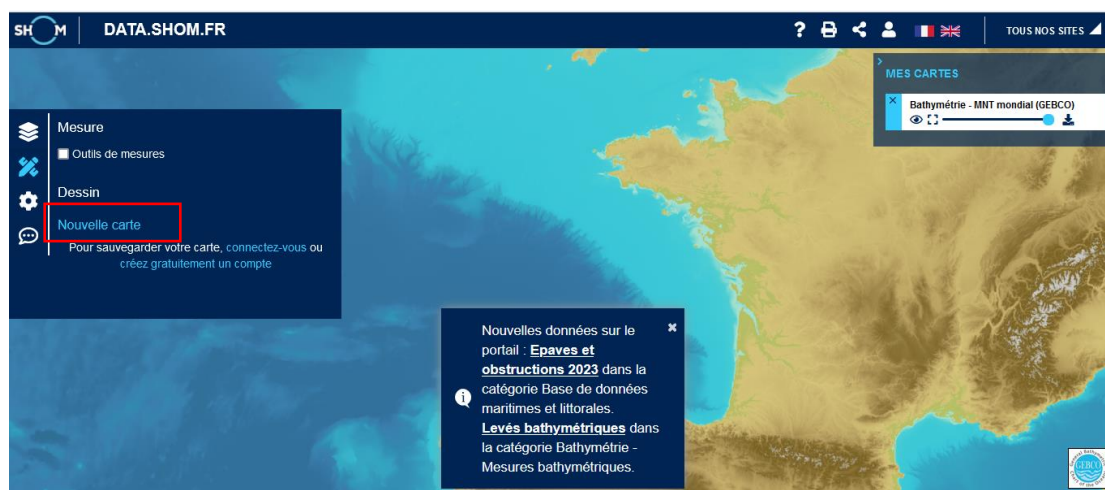 SHOM
DATA.SHOM.FR
?
TOUS NOS SITES
MES CARTES
Bathymétrie - MNT mondial (GEBCO)
Mesure
Outils de mesures
Dessin
Nouvelle carte
Pour sauvegarder votre carte, connectez-vous ou
créez gratuitement un compte
Nouvelles données sur le
portail : Epaves et
obstructions 2023 dans la
catégorie Base de données
maritimes et littorales.
Levés bathymétriques dans
la catégorie Bathymétrie -
Mesures bathymétriques.
GEBCO